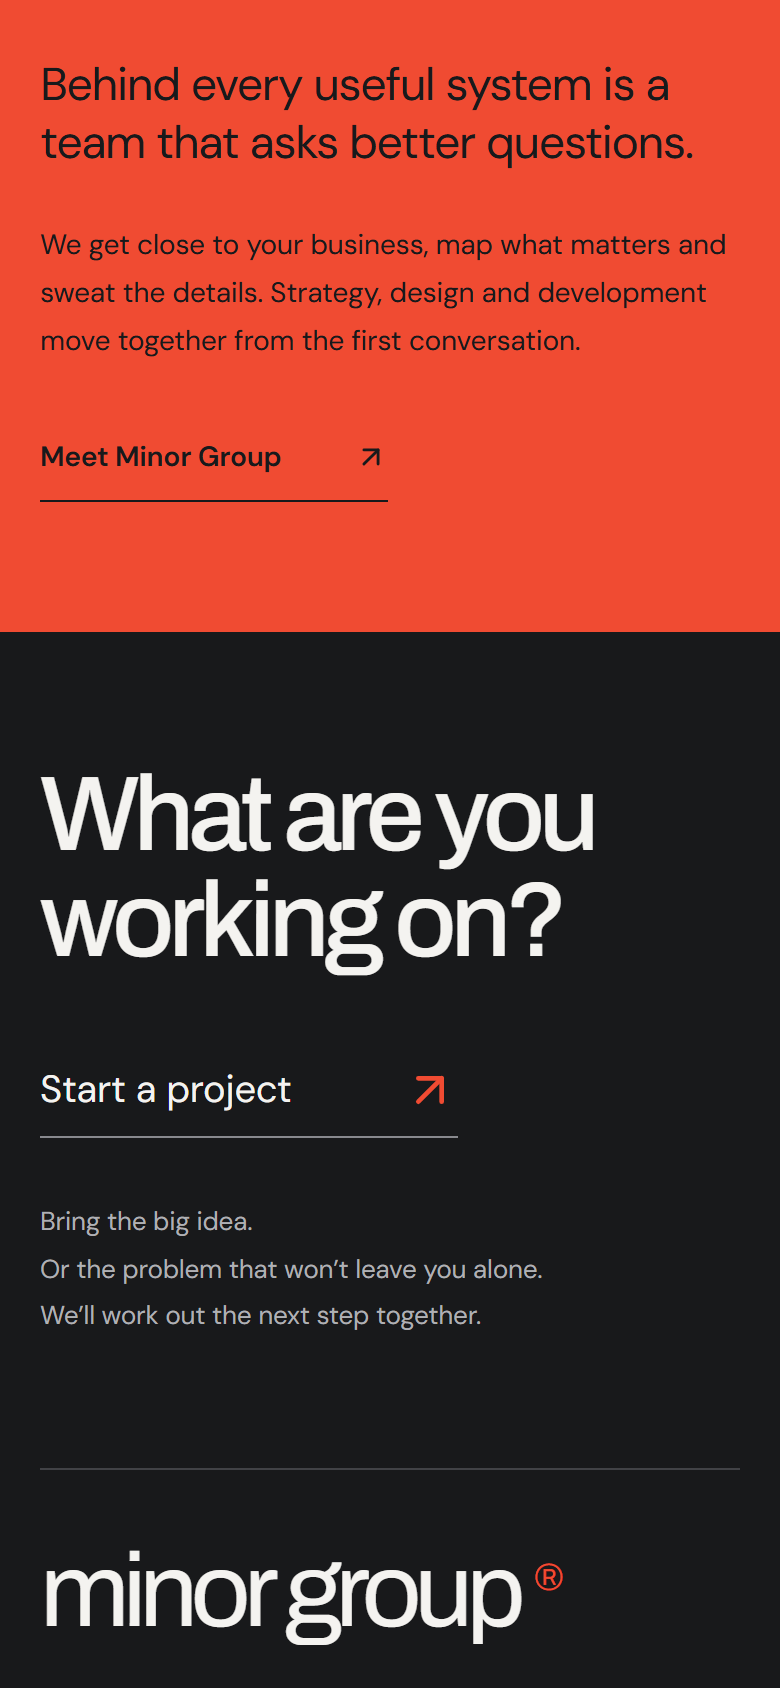 Behind every useful system is a
team that asks better questions.
We get close to your business, map what matters and
sweat the details. Strategy, design and development
move together from the first conversation.
Meet Minor Group
What are you
working on?
Start a project
Bring the big idea.
Or the problem that won’t leave you alone.
We’ll work out the next step together.
minor group ®